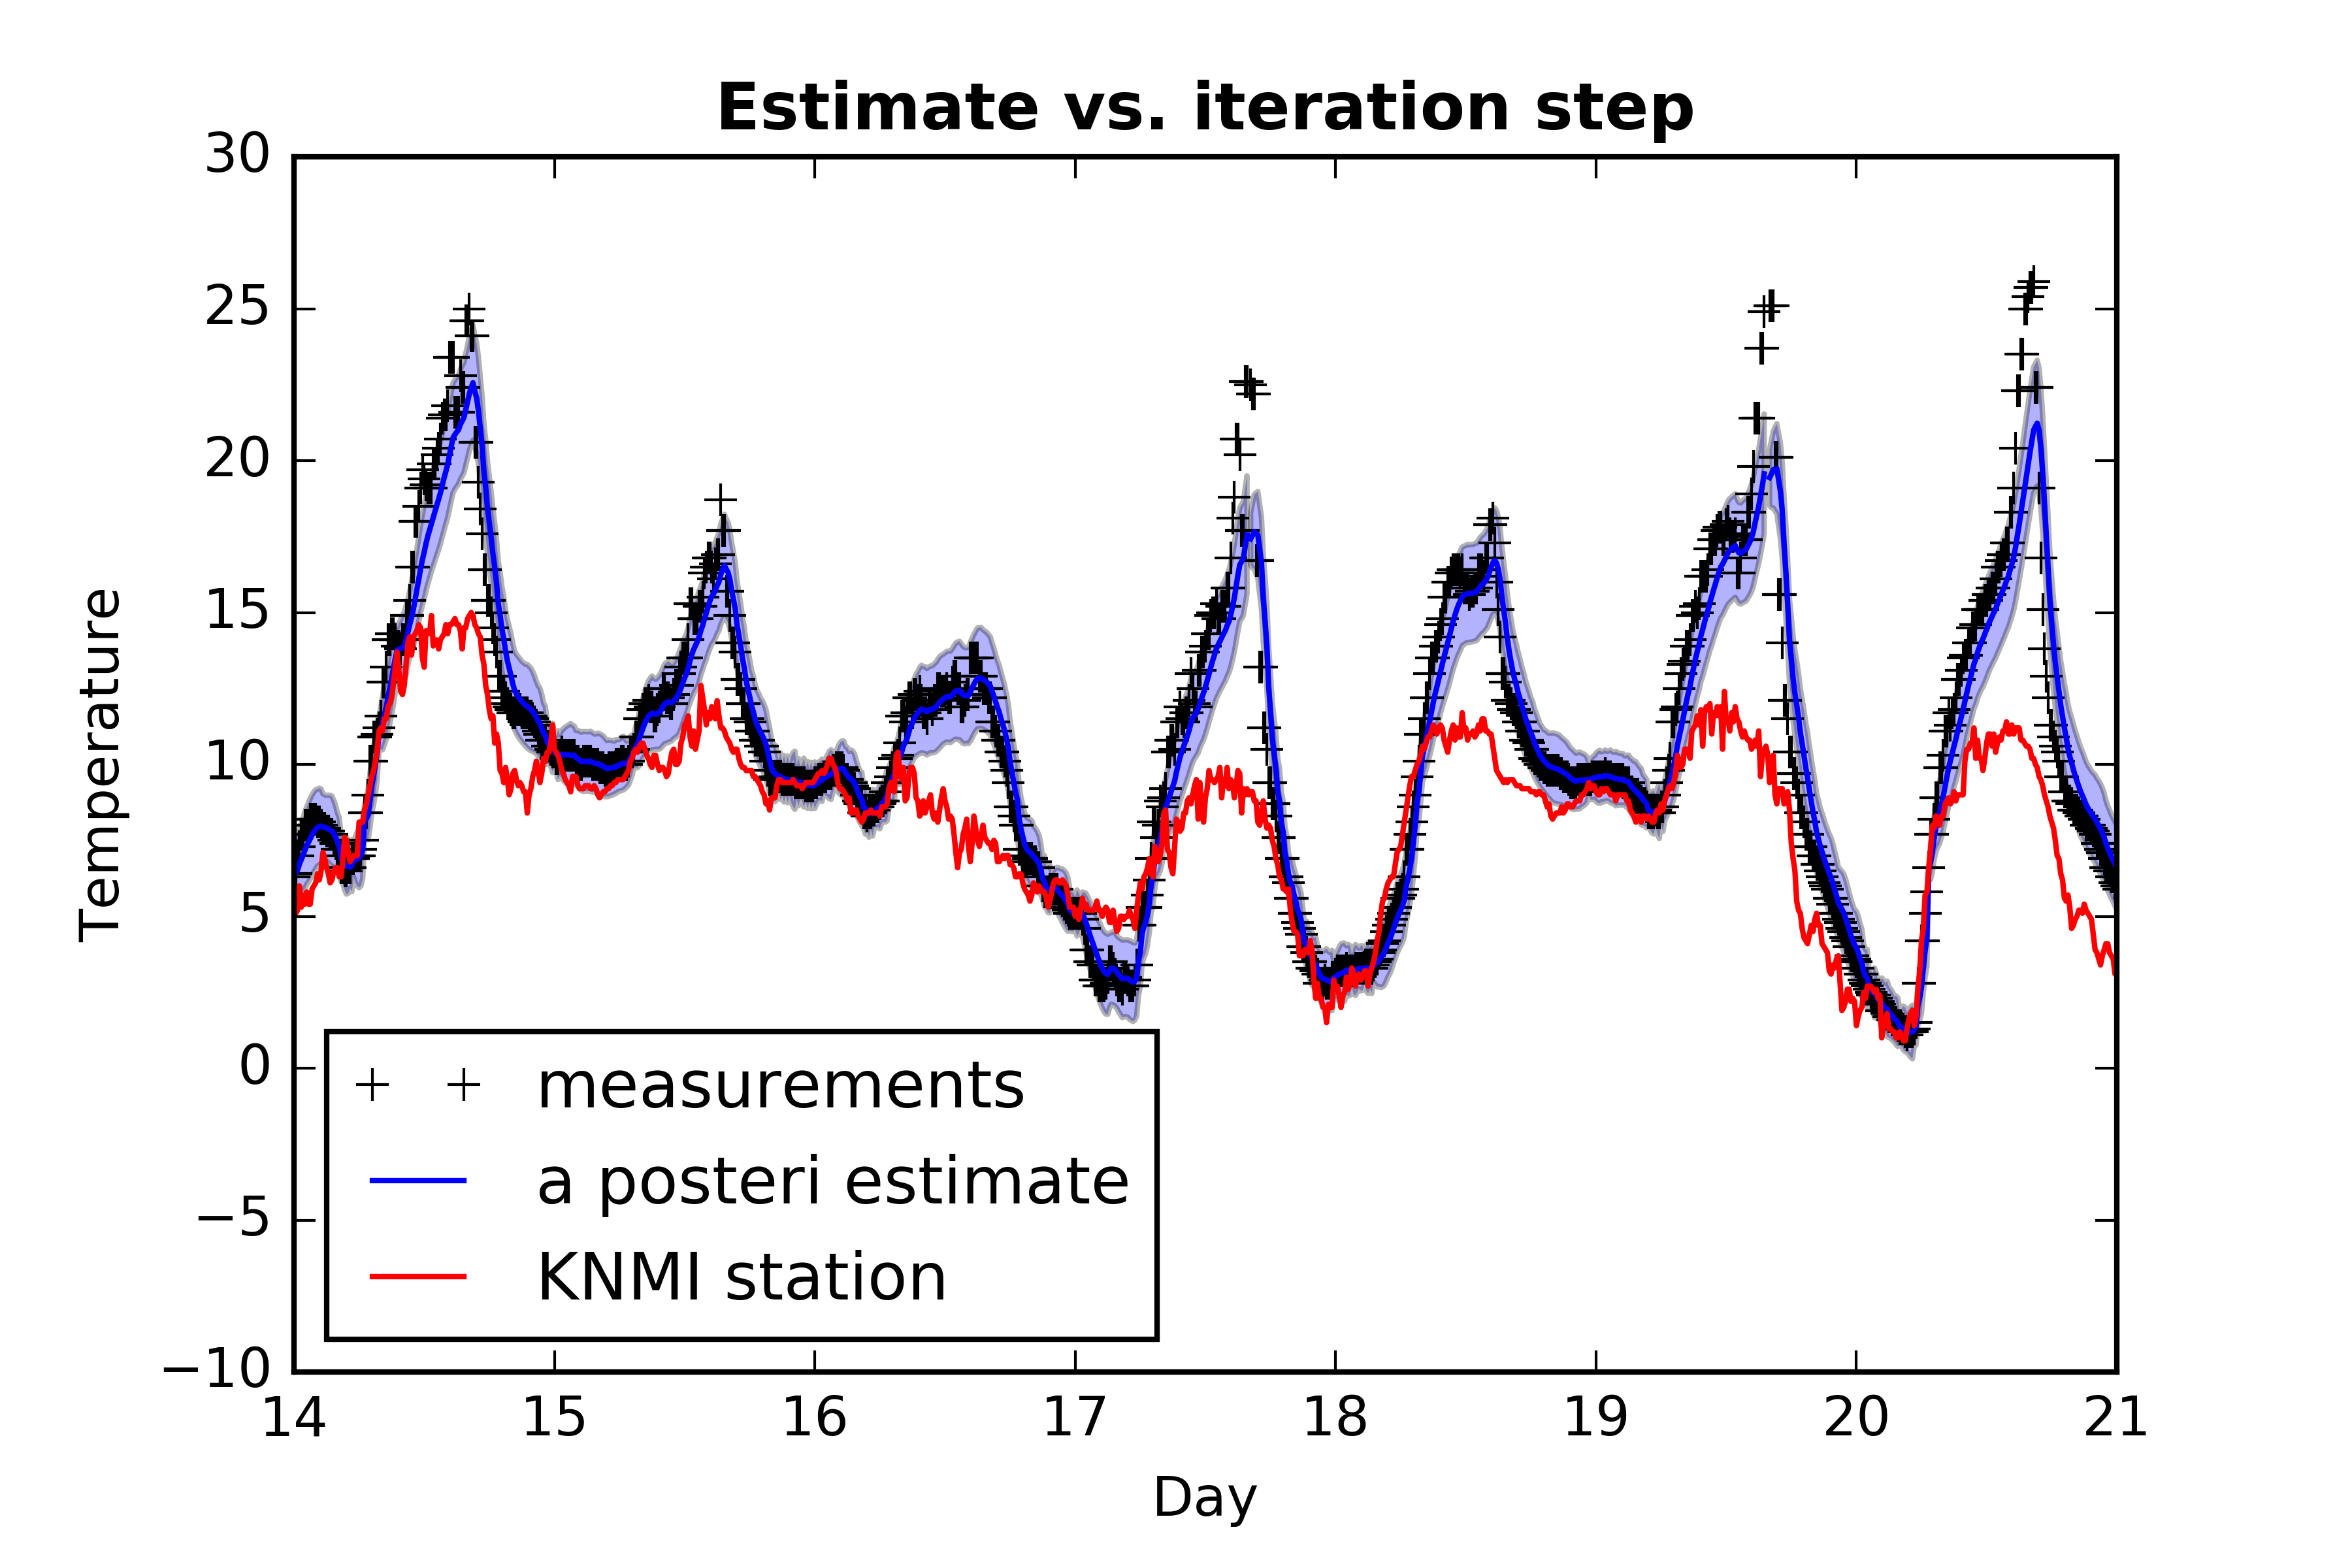 Estimate vs. iteration step
30
25
20
15
10
5
0
−5
−10
Temperature
measurements
a posteri estimate
KNMI station
14 15 16 17 18 19 20 21
Day